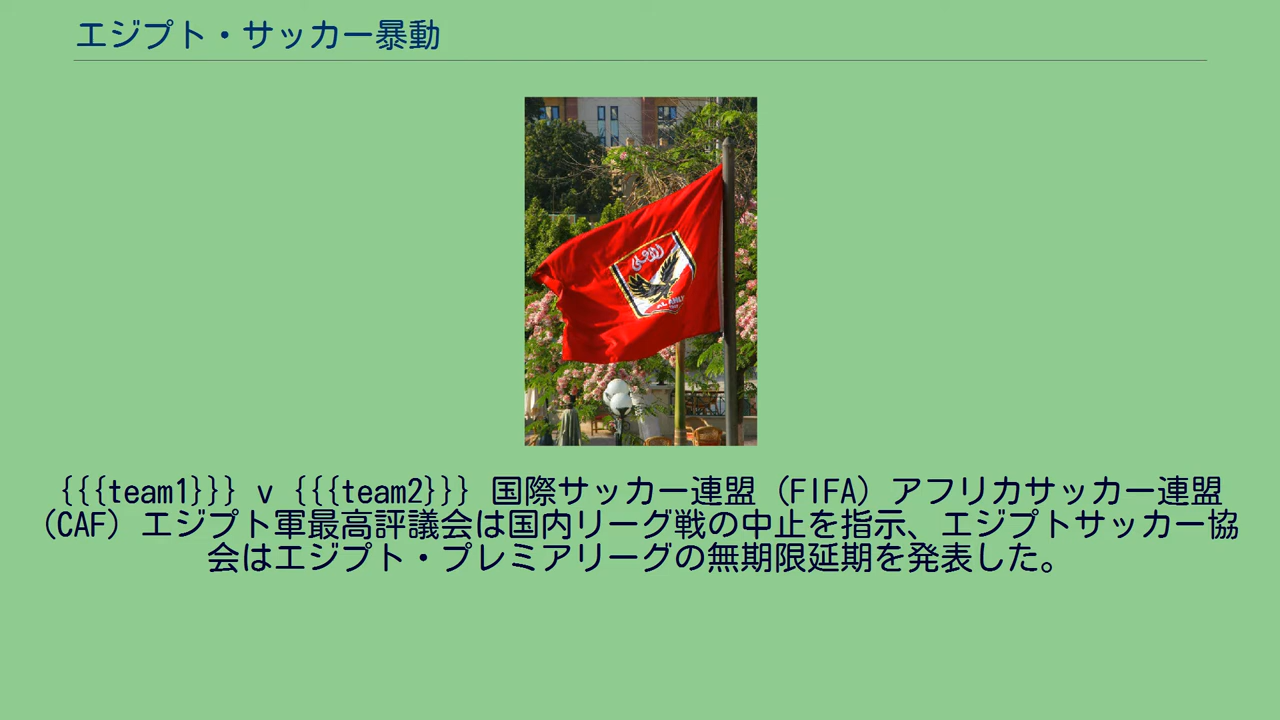 エジプト・サッカー暴動
الأهلي
AL AHLY
{{{team1}}} v {{{team2}}} 国際サッカー連盟（FIFA）アフリカサッカー連盟
（CAF）エジプト軍最高評議会は国内リーグ戦の中止を指示、エジプトサッカー協
会はエジプト・プレミアリーグの無期限延期を発表した。